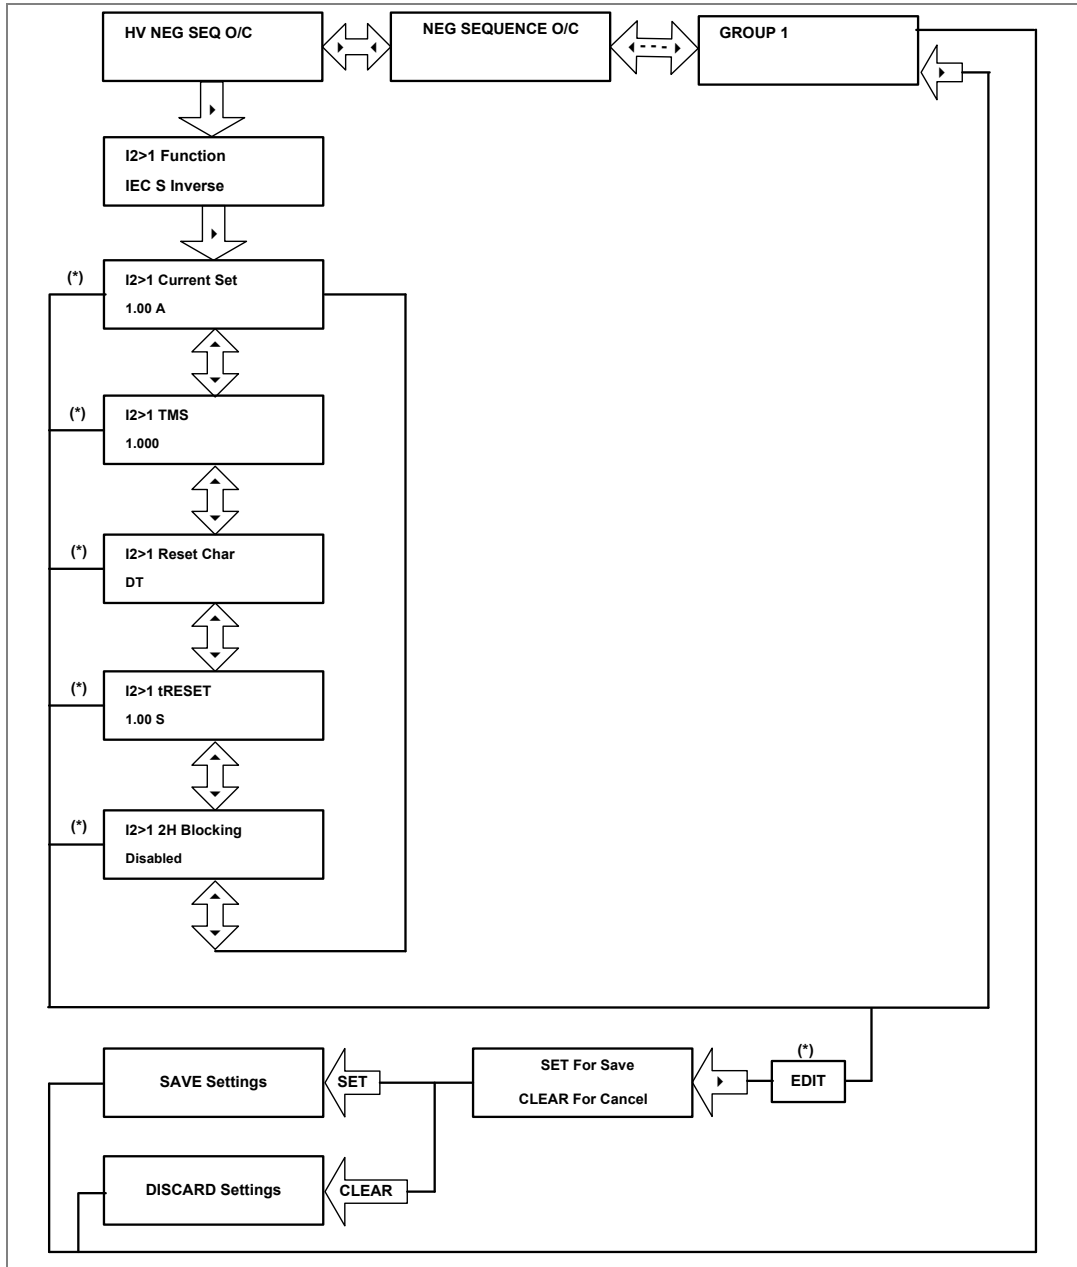 HV NEG SEQ O/C
NEG SEQUENCE O/C
GROUP 1
I2>1 Function
IEC S Inverse
(*)
I2>1 Current Set
1.00 A
(*)
I2>1 TMS
1.000
(*)
I2>1 Reset Char
DT
(*)
I2>1 tRESET
1.00 S
(*)
I2>1 2H Blocking
Disabled
SAVE Settings
SET
SET For Save
CLEAR For Cancel
(*)
EDIT
DISCARD Settings
CLEAR